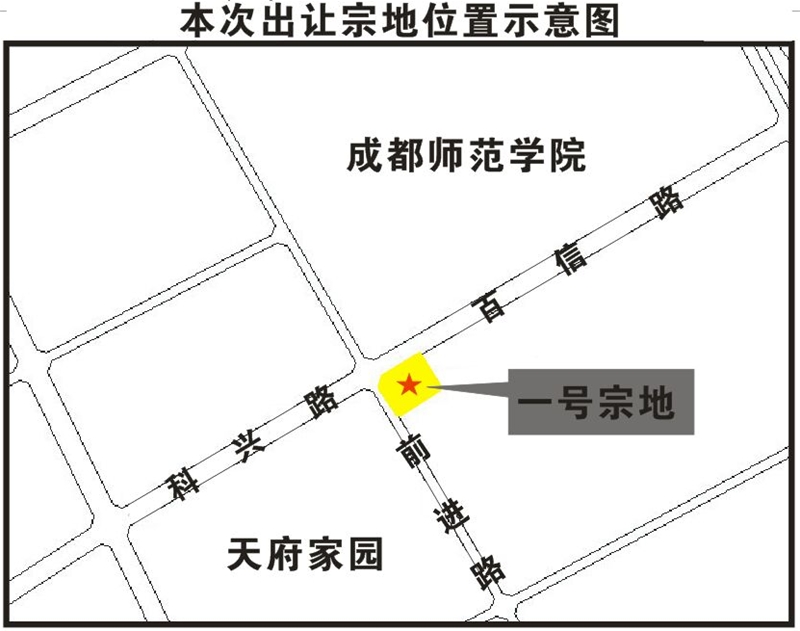 本次出让宗地位置示意图
成都师范学院
百信路
一号宗地
科兴路
前进路
天府家园